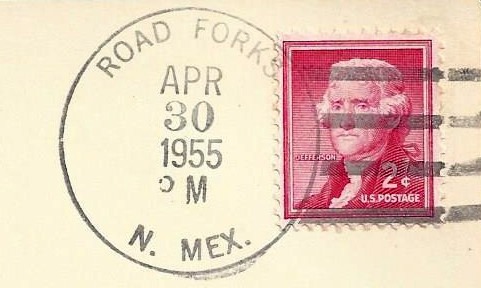 ROAD FORKS
APR
30
1955
M
N. MEX.
JEFFERSON
2¢
U.S. POSTAGE